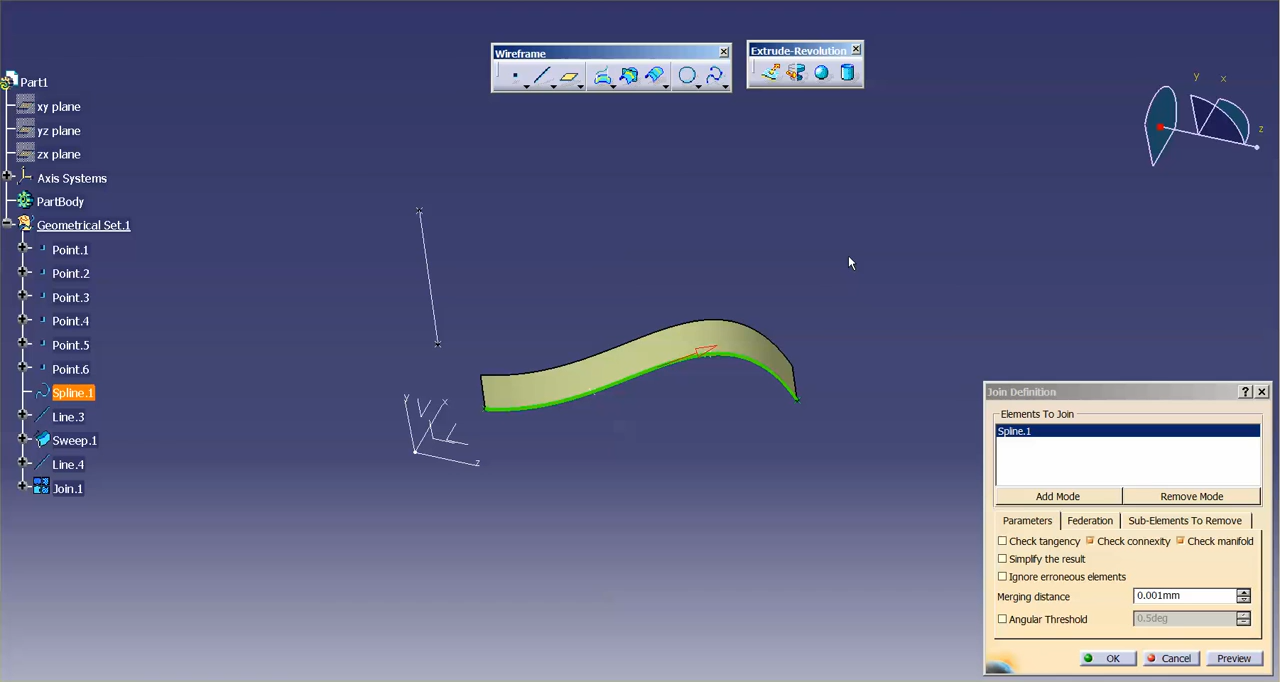 Wireframe
Extrude-Revolution
Part1
xy plane
yz plane
zx plane
Axis Systems
PartBody
Geometrical Set.1
Point.1
Point.2
Point.3
Point.4
Point.5
Point.6
Spline.1
Line.3
Sweep.1
Line.4
Join.1
y x
z
y x
z
Join Definition
?
Elements To Join
Spline.1
Add Mode Remove Mode
Parameters Federation Sub-Elements To Remove
Check tangency Check connexity Check manifold
Simplify the result
Ignore erroneous elements
Merging distance 0.001mm
Angular Threshold 0.5deg
OK Cancel Preview